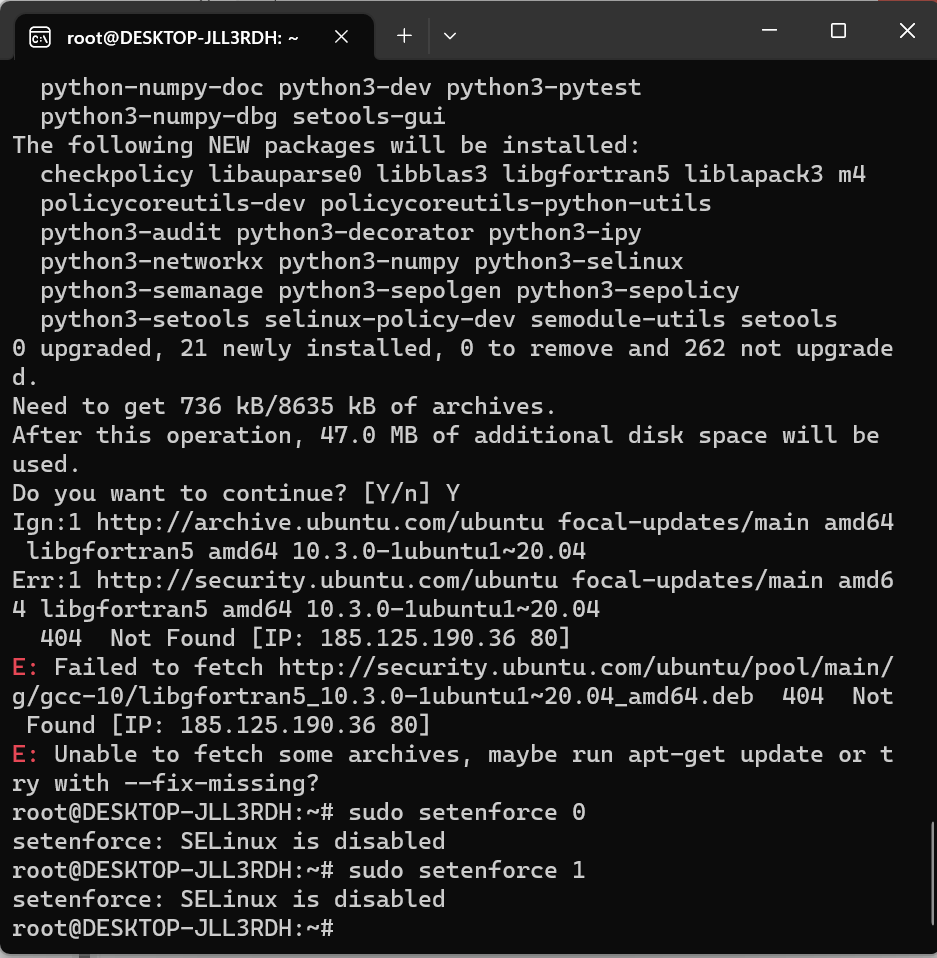 root@DESKTOP-JLL3RDH: ~
python-numpy-doc python3-dev python3-pytest
python3-numpy-dbg setools-gui
The following NEW packages will be installed:
checkpolicy libauparse0 libblas3 libgfortran5 liblapack3 m4
policycoreutils-dev policycoreutils-python-utils
python3-audit python3-decorator python3-ipy
python3-networkx python3-numpy python3-selinux
python3-semanage python3-sepolgen python3-sepolicy
python3-setools selinux-policy-dev semodule-utils setools
0 upgraded, 21 newly installed, 0 to remove and 262 not upgrade
d.
Need to get 736 kB/8635 kB of archives.
After this operation, 47.0 MB of additional disk space will be
used.
Do you want to continue? [Y/n] Y
Ign:1 http://archive.ubuntu.com/ubuntu focal-updates/main amd64
libgfortran5 amd64 10.3.0-1ubuntu1~20.04
Err:1 http://security.ubuntu.com/ubuntu focal-updates/main amd6
4 libgfortran5 amd64 10.3.0-1ubuntu1~20.04
404  Not Found [IP: 185.125.190.36 80]
E: Failed to fetch http://security.ubuntu.com/ubuntu/pool/main/
g/gcc-10/libgfortran5_10.3.0-1ubuntu1~20.04_amd64.deb  404  Not
Found [IP: 185.125.190.36 80]
E: Unable to fetch some archives, maybe run apt-get update or t
ry with --fix-missing?
root@DESKTOP-JLL3RDH:~# sudo setenforce 0
setenforce: SELinux is disabled
root@DESKTOP-JLL3RDH:~# sudo setenforce 1
setenforce: SELinux is disabled
root@DESKTOP-JLL3RDH:~#